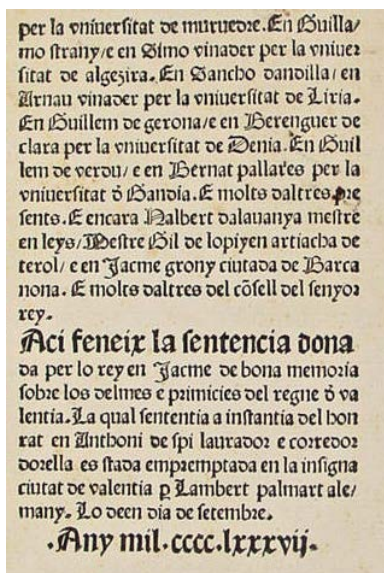 per la vniuersitat de muruedre. En Guilla/
mo strany/e en Simo vinader per la vniuer
sitat de algezira. En Sancho dandilla/en
Arnau vinader per la vniuersitat de Liria.
En Guillem de gerona/e en Berenguer de
clara per la vniuersitat de Denia. En Guil
lem de verdu/e en Bernat pallares per la
vniuersitat õ Gandia. E molts daltres pre
sents. E encara Nalbert dalauanya mestre
en leys/Mestre Gil de lopiyen artiacha de
terol/e en Jacme grony ciutada de Barca
nona. E molts daltres del cõsell del senyor
rey.
Aci feneix la sentencia dona
da per lo rey en Jacme de bona memoria
sobre los delmes e primicies del regne õ va
lentia. La qual sententia a instantia del hon
rat en Anthoni de spi laurador e corredor
dorella es stada empremptada en la insigna
ciutat de valentia ꝑ Lambert palmart ale/
many. Lo deen dia de setembre.
.Any mil.cccc.lxxxvij.